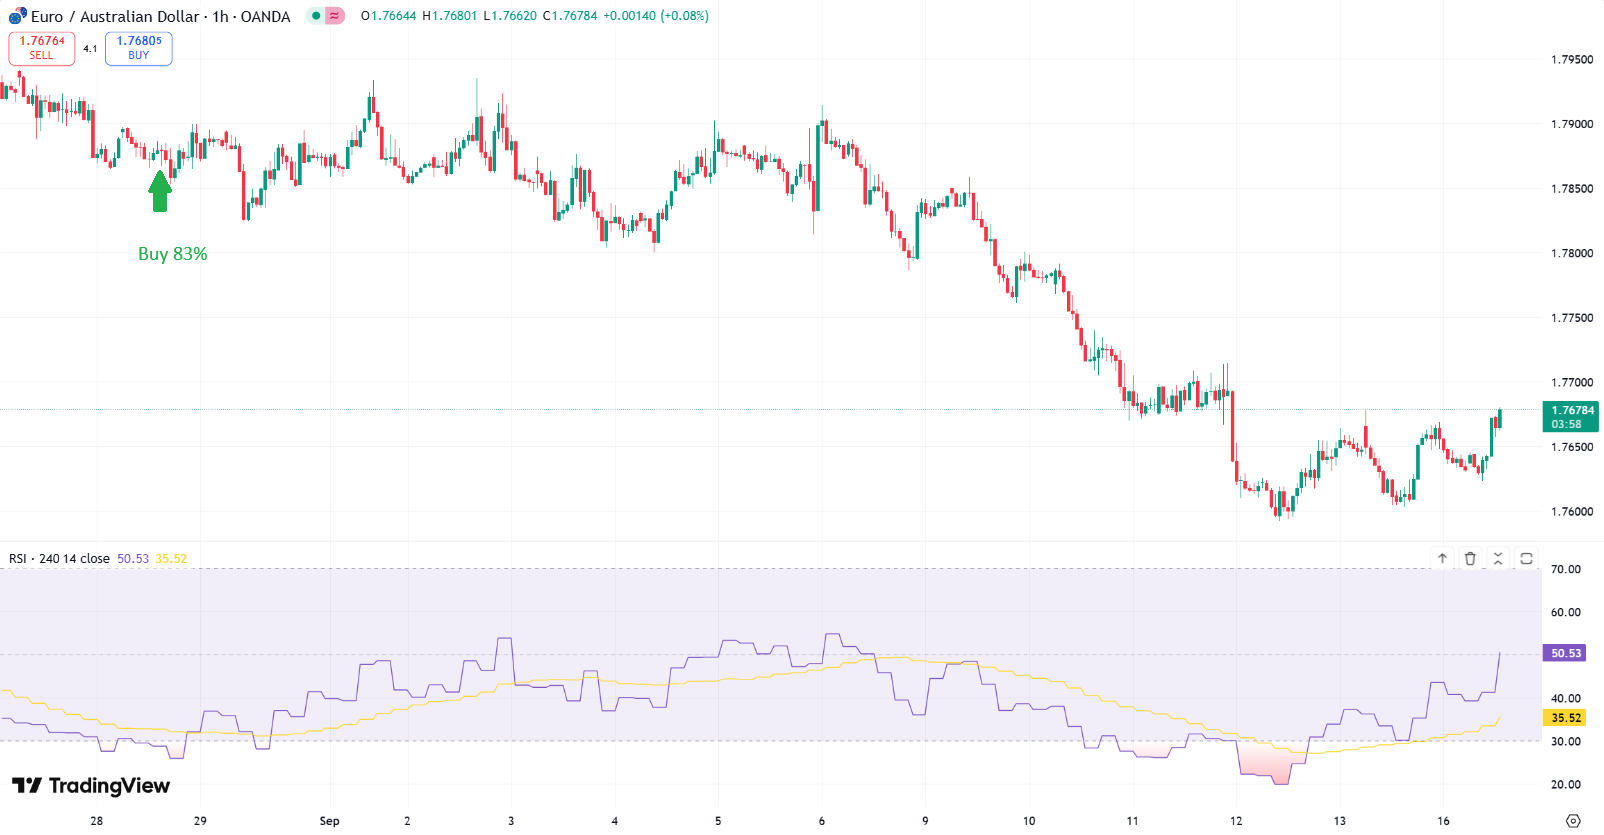 Euro / Australian Dollar · 1h · OANDA O1.76644 H1.76801 L1.76620 C1.76784 +0.00140 (+0.08%)
1.76764 4.1 1.76805
SELL BUY
1.79500
1.79000
1.78500
Buy 83%
1.78000
1.77500
1.77000
1.76784
03:58
1.76500
1.76000
RSI · 240 14 close 50.53 35.52
70.00
60.00
50.53
40.00
35.52
30.00
20.00
TradingView
28 29 Sep 2 3 4 5 6 9 10 11 12 13 16